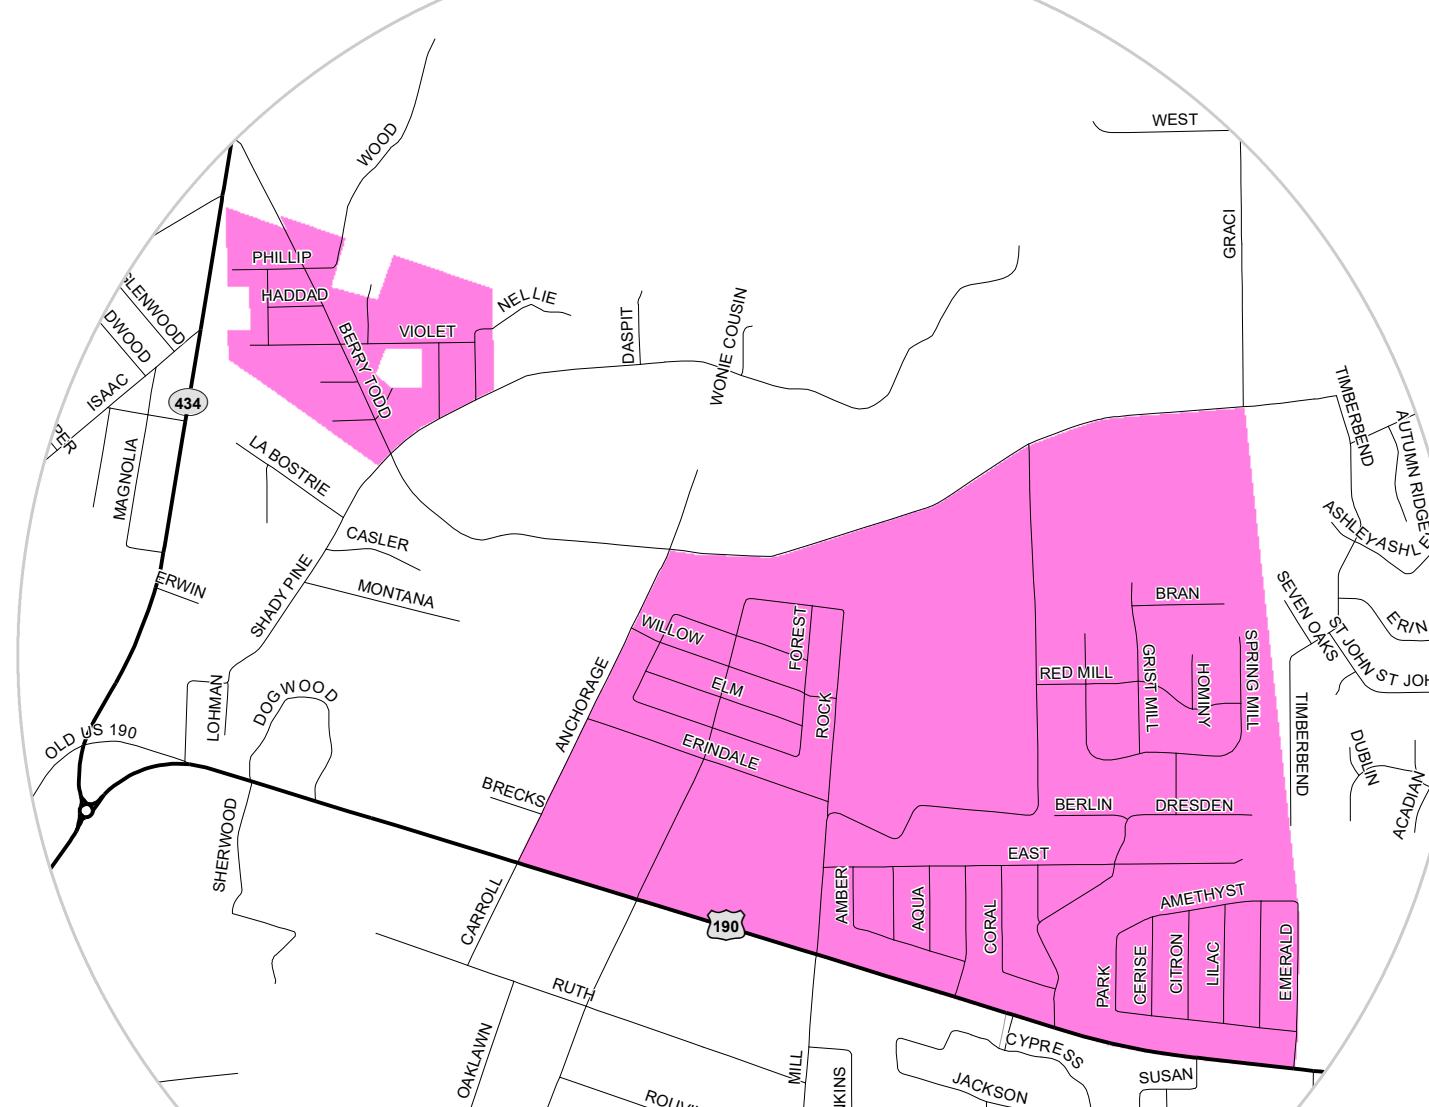 WOOD
WEST
GRACI
PHILLIP
HADDAD
NELLIE
VIOLET
BERRY TODD
DASPIT
WONIE COUSIN
ISAAC
434
MAGNOLIA
LA BOSTRIE
CASLER
MONTANA
SHADY PINE
ERWIN
TIMBERBEND
AUTUMN RIDGE
ASHLEY
SEVEN OAKS
ST JOHN
ERIN
BRAN
WILLOW
FOREST
ELM
ROCK
ANCHORAGE
ERINDALE
RED MILL
GRIST MILL
HOMINY
SPRING MILL
TIMBERBEND
DUBLIN
ACADIAN
LOHMAN
DOGWOOD
OLD US 190
BRECKS
SHERWOOD
BERLIN
DRESDEN
EAST
AMBER
AQUA
CORAL
AMETHYST
PARK
CERISE
CITRON
LILAC
EMERALD
190
CARROLL
RUTH
OAKLAWN
MILL
CYPRESS
JACKSON
SUSAN